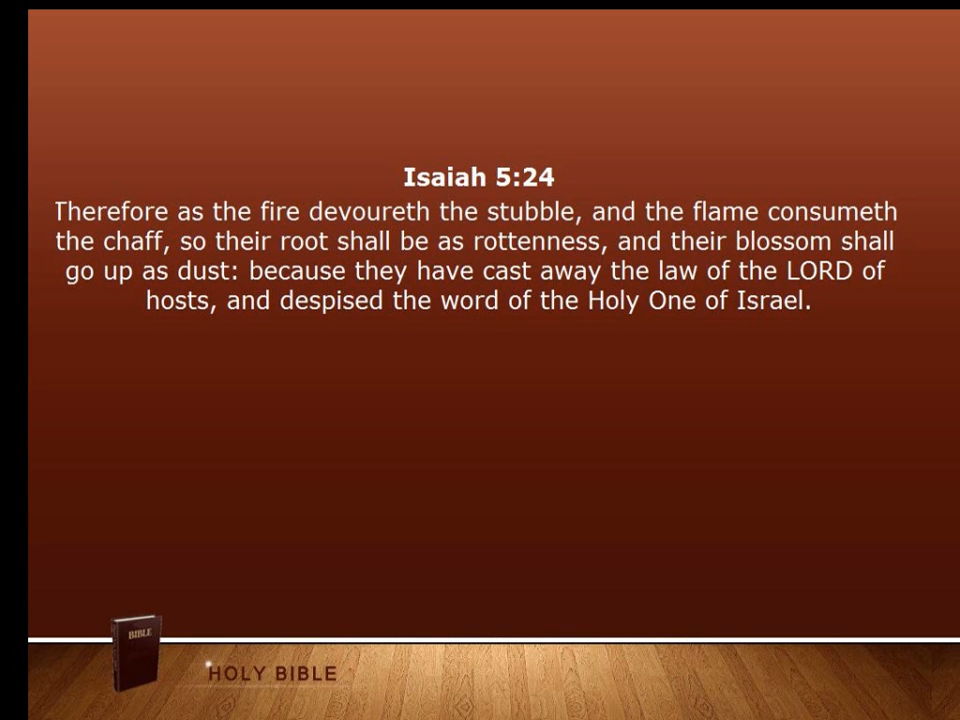 Isaiah 5:24
Therefore as the fire devoureth the stubble, and the flame consumeth
the chaff, so their root shall be as rottenness, and their blossom shall
go up as dust: because they have cast away the law of the LORD of
hosts, and despised the word of the Holy One of Israel.
BIBLE
HOLY BIBLE